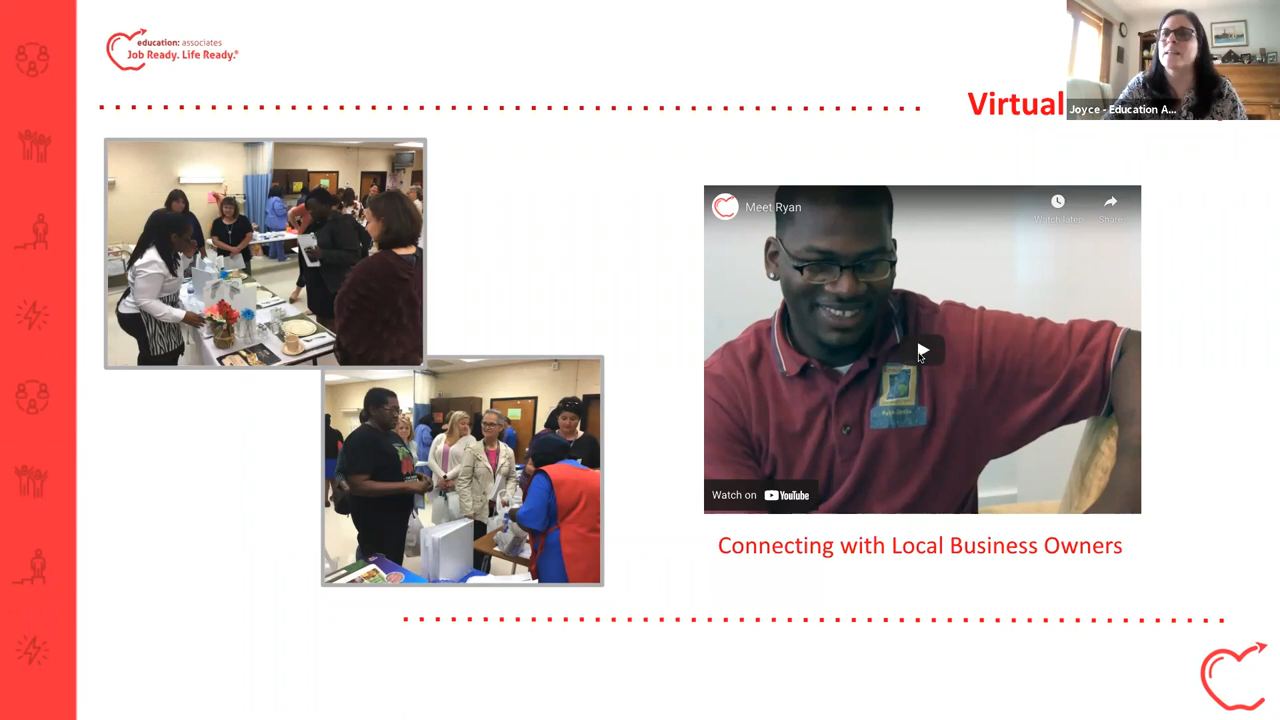 education: associates
Job Ready. Life Ready.®
Virtual
Joyce - Education A...
Meet Ryan
Watch later
Share
Watch on YouTube
Connecting with Local Business Owners